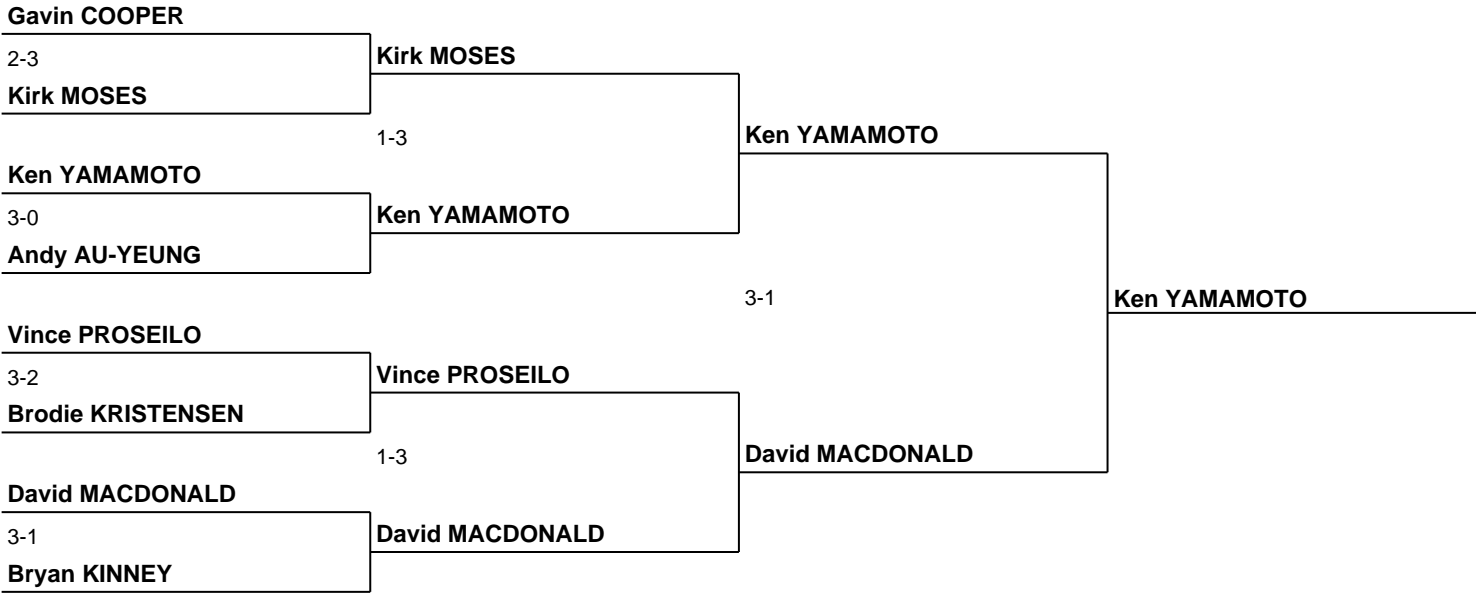 Gavin COOPER
2-3
Kirk MOSES
Kirk MOSES
1-3
Ken YAMAMOTO
Ken YAMAMOTO
3-0
Ken YAMAMOTO
Andy AU-YEUNG
3-1
Ken YAMAMOTO
Vince PROSEILO
3-2
Vince PROSEILO
Brodie KRISTENSEN
1-3
David MACDONALD
David MACDONALD
3-1
David MACDONALD
Bryan KINNEY